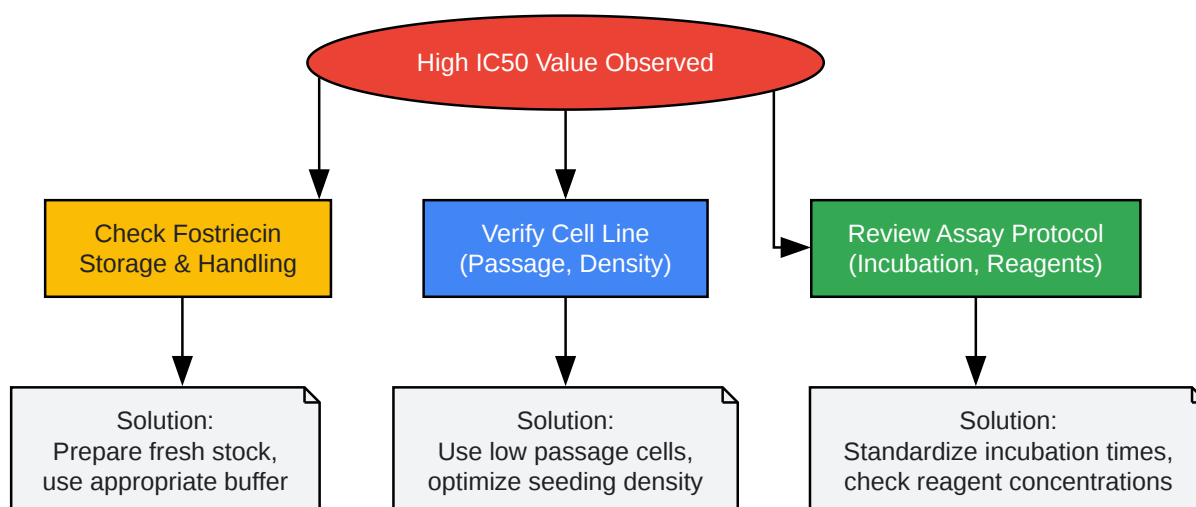 High IC50 Value Observed
Check Fostriecin
Storage & Handling
Verify Cell Line
(Passage, Density)
Review Assay Protocol
(Incubation, Reagents)
Solution:
Prepare fresh stock,
use appropriate buffer
Solution:
Use low passage cells,
optimize seeding density
Solution:
Standardize incubation times,
check reagent concentrations